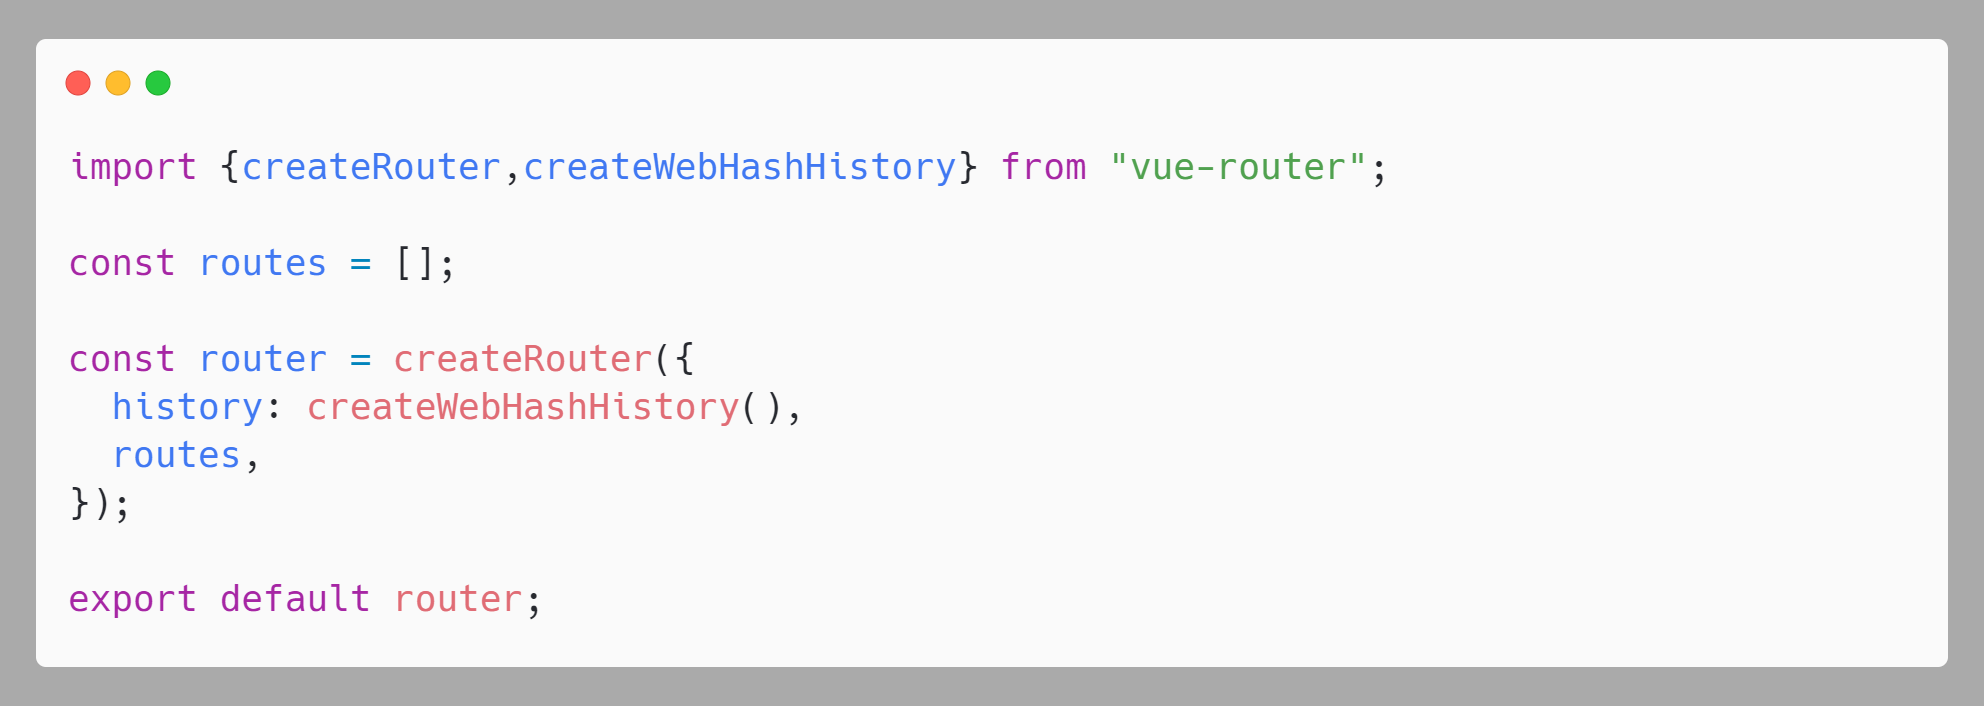 import {createRouter,createWebHashHistory} from "vue-router";
const routes = [];
const router = createRouter({
  history: createWebHashHistory(),
  routes,
});
export default router;